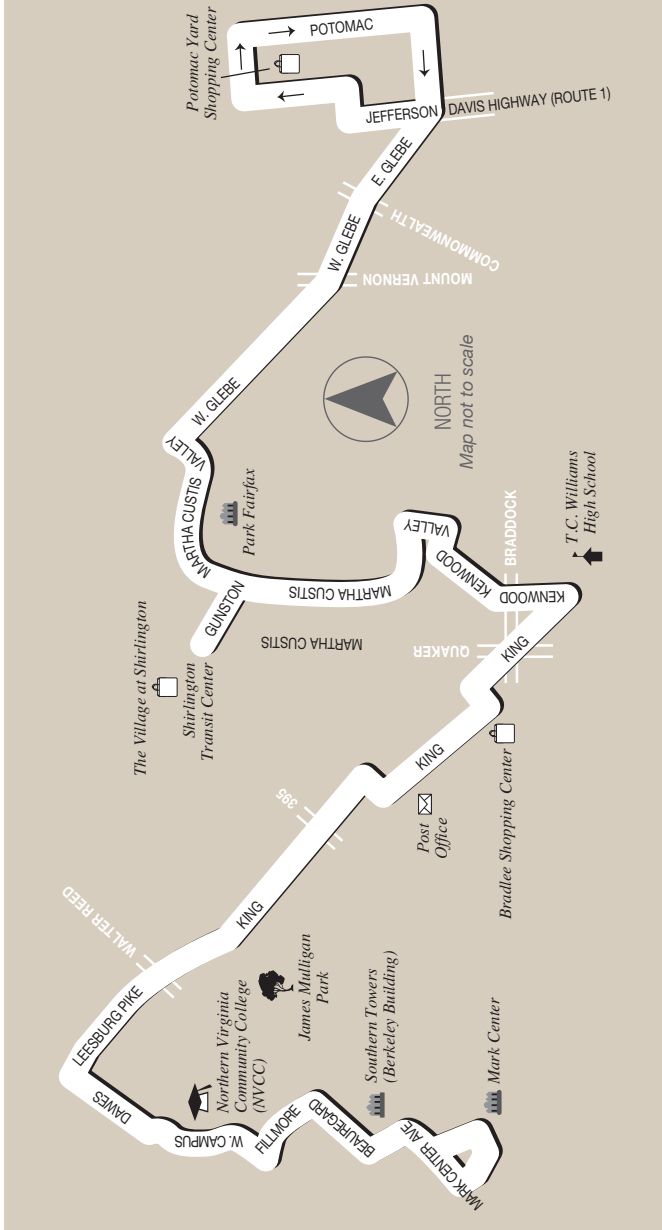 Potomac Yard
Shopping Center
POTOMAC
JEFFERSON
DAVIS HIGHWAY (ROUTE 1)
E. GLEBE
W. GLEBE
COMMONWEALTH
MOUNT VERNON
W. GLEBE
VALLEY
MARTHA CUSTIS
Park Fairfax
GUNSTON
MARTHA CUSTIS
MARTHA CUSTIS
The Village at Shirlington
Shirlington
Transit Center
NORTH
Map not to scale
VALLEY
KENWOOD
KENWOOD
BRADDOCK
T.C. Williams
High School
QUAKER
KING
KING
Bradlee Shopping Center
Post
Office
395
KING
WALTER REED
LEESBURG PIKE
James Mulligan
Park
Northern Virginia
Community College
(NVCC)
DAWES
W. CAMPUS
FILLMORE
BEAUREGARD
Southern Towers
(Berkeley Building)
MARK CENTER AVE
Mark Center